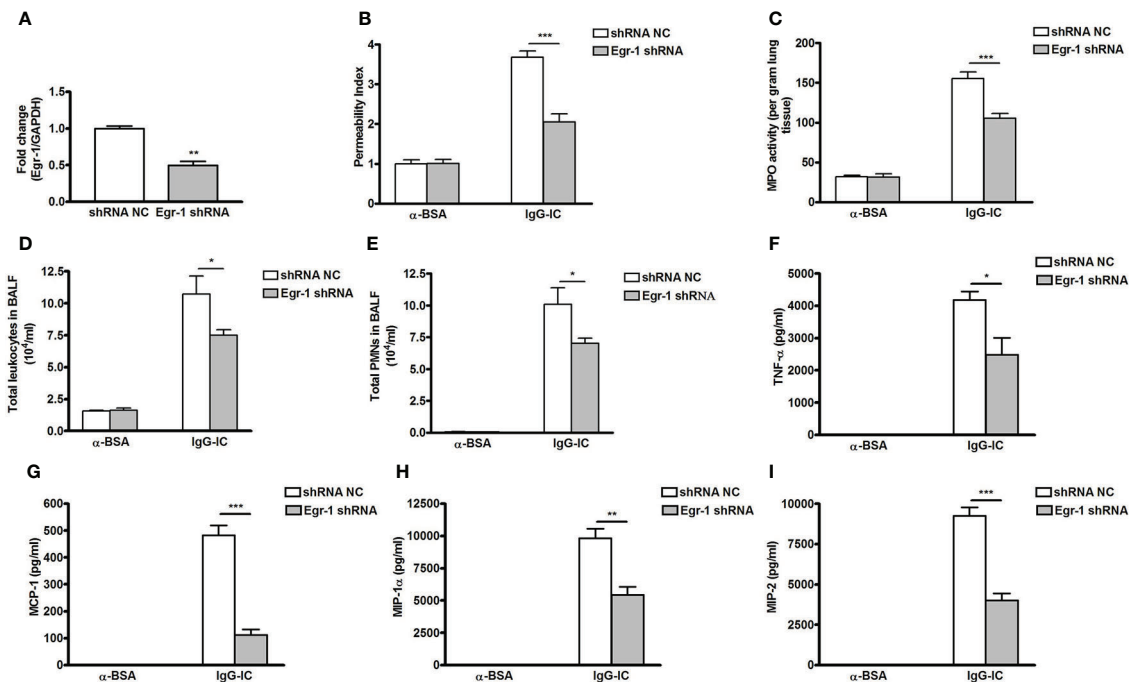 A
Fold change
(Egr-1/GAPDH)
1.5
1.0
0.5
0.0
**
shRNA NC
Egr-1 shRNA
B
Permeability Index
4
3
2
1
0
***
α-BSA
IgG-IC
shRNA NC
Egr-1 shRNA
C
MPO activity (per gram lung
tissue)
200
150
100
50
0
***
α-BSA
IgG-IC
shRNA NC
Egr-1 shRNA
D
Total leukocytes in BALF
(10⁴/ml)
12.5
10.0
7.5
5.0
2.5
0.0
*
α-BSA
IgG-IC
shRNA NC
Egr-1 shRNA
E
Total PMNs in BALF
(10⁴/ml)
12.5
10.0
7.5
5.0
2.5
0.0
*
α-BSA
IgG-IC
shRNA NC
Egr-1 shRNA
F
TNF-α (pg/ml)
5000
4000
3000
2000
1000
0
*
α-BSA
IgG-IC
shRNA NC
Egr-1 shRNA
G
MCP-1 (pg/ml)
600
500
400
300
200
100
0
***
α-BSA
IgG-IC
shRNA NC
Egr-1 shRNA
H
MIP-1α (pg/ml)
12500
10000
7500
5000
2500
0
**
α-BSA
IgG-IC
shRNA NC
Egr-1 shRNA
I
MIP-2 (pg/ml)
10000
7500
5000
2500
0
***
α-BSA
IgG-IC
shRNA NC
Egr-1 shRNA